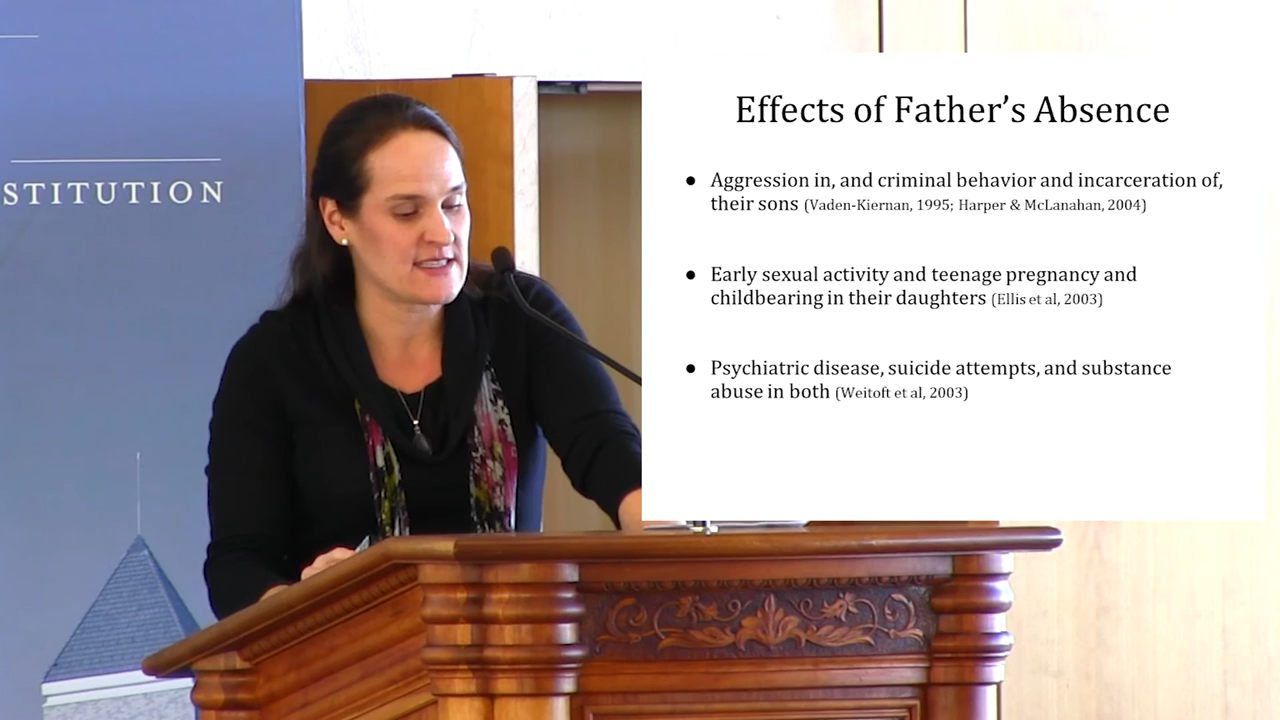 STITUTION
Effects of Father’s Absence
● Aggression in, and criminal behavior and incarceration of,
their sons (Vaden-Kiernan, 1995; Harper & McLanahan, 2004)
● Early sexual activity and teenage pregnancy and
childbearing in their daughters (Ellis et al, 2003)
● Psychiatric disease, suicide attempts, and substance
abuse in both (Weitoft et al, 2003)